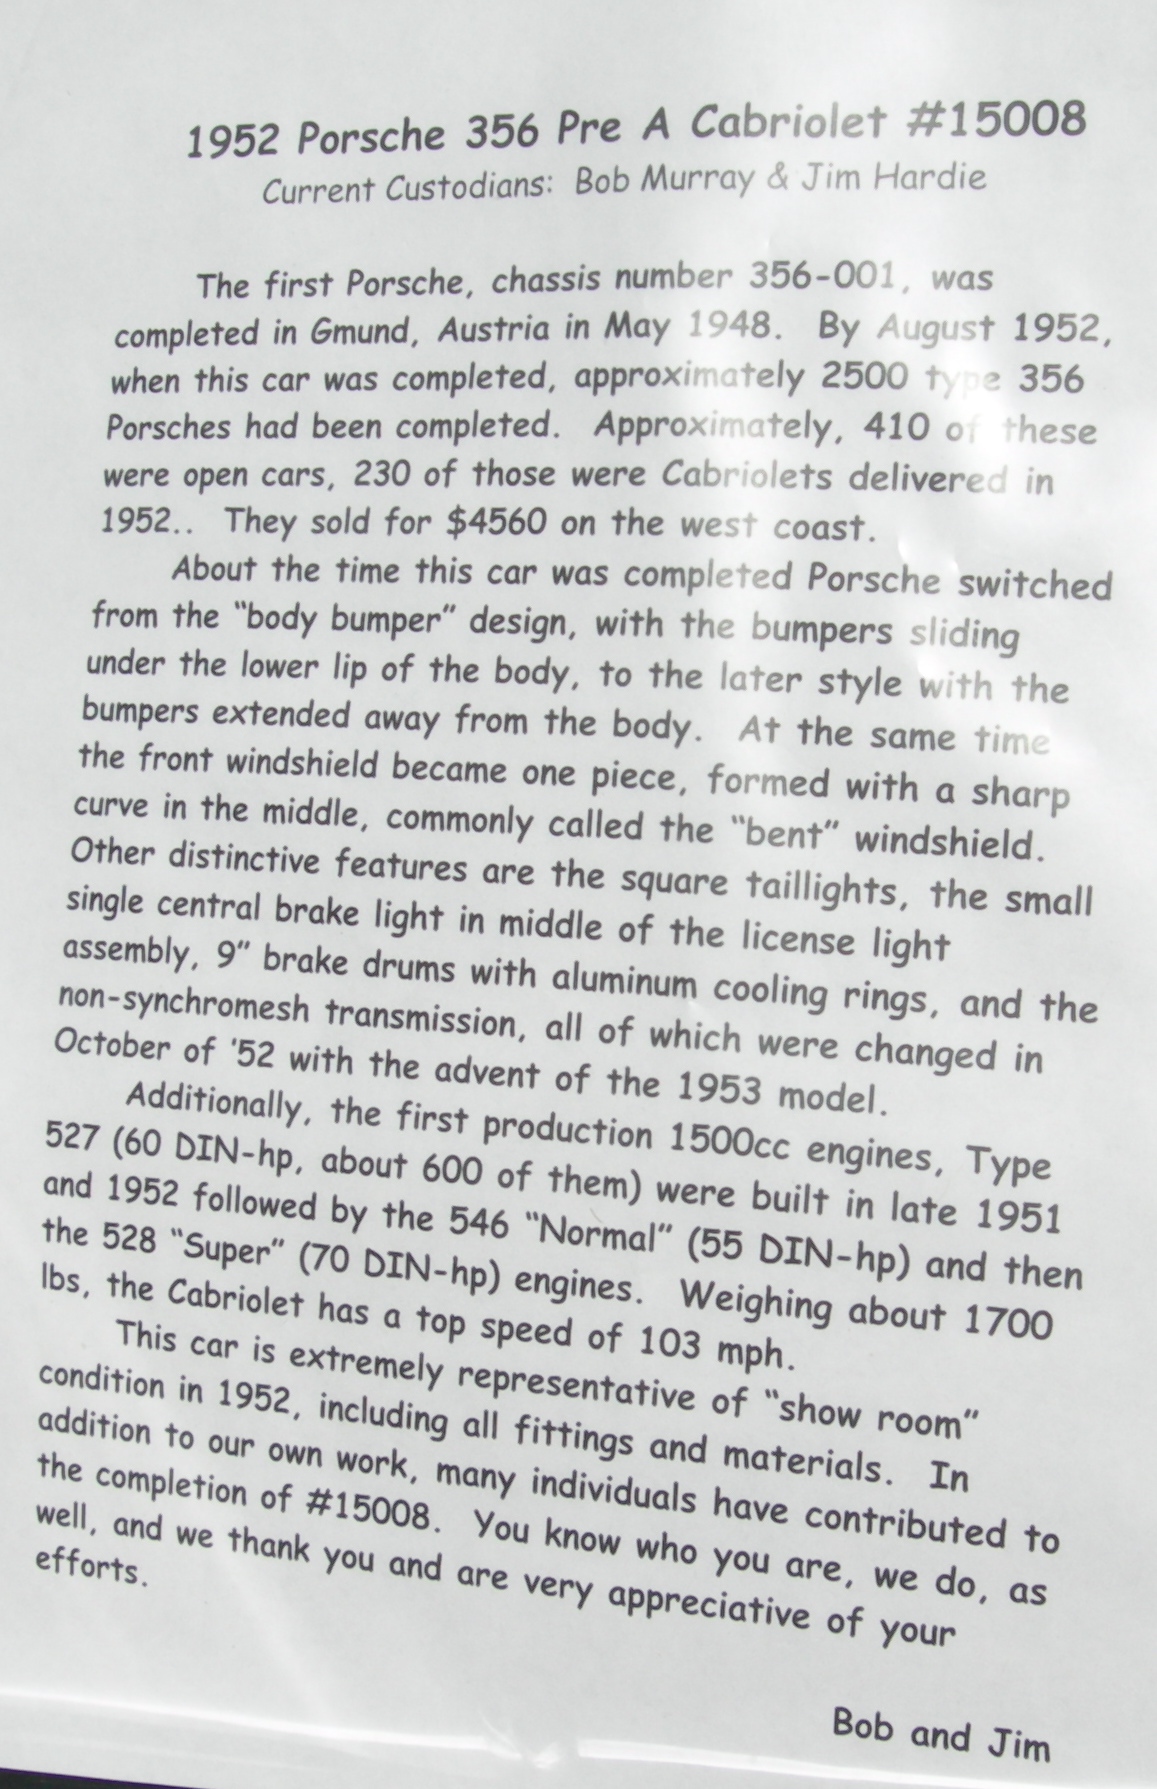 1952 Porsche 356 Pre A Cabriolet #15008
Current Custodians: Bob Murray & Jim Hardie
The first Porsche, chassis number 356-001, was
completed in Gmund, Austria in May 1948. By August 1952,
when this car was completed, approximately 2500 type 356
Porsches had been completed. Approximately, 410 of these
were open cars, 230 of those were Cabriolets delivered in
1952.. They sold for $4560 on the west coast.
About the time this car was completed Porsche switched
from the "body bumper" design, with the bumpers sliding
under the lower lip of the body, to the later style with the
bumpers extended away from the body. At the same time
the front windshield became one piece, formed with a sharp
curve in the middle, commonly called the "bent" windshield.
Other distinctive features are the square taillights, the small
single central brake light in middle of the license light
assembly, 9" brake drums with aluminum cooling rings, and the
non-synchromesh transmission, all of which were changed in
October of '52 with the advent of the 1953 model.
Additionally, the first production 1500cc engines, Type
527 (60 DIN-hp, about 600 of them) were built in late 1951
and 1952 followed by the 546 "Normal" (55 DIN-hp) and then
the 528 "Super" (70 DIN-hp) engines. Weighing about 1700
lbs, the Cabriolet has a top speed of 103 mph.
This car is extremely representative of "show room"
condition in 1952, including all fittings and materials. In
addition to our own work, many individuals have contributed to
the completion of #15008. You know who you are, we do, as
well, and we thank you and are very appreciative of your
efforts.
Bob and Jim